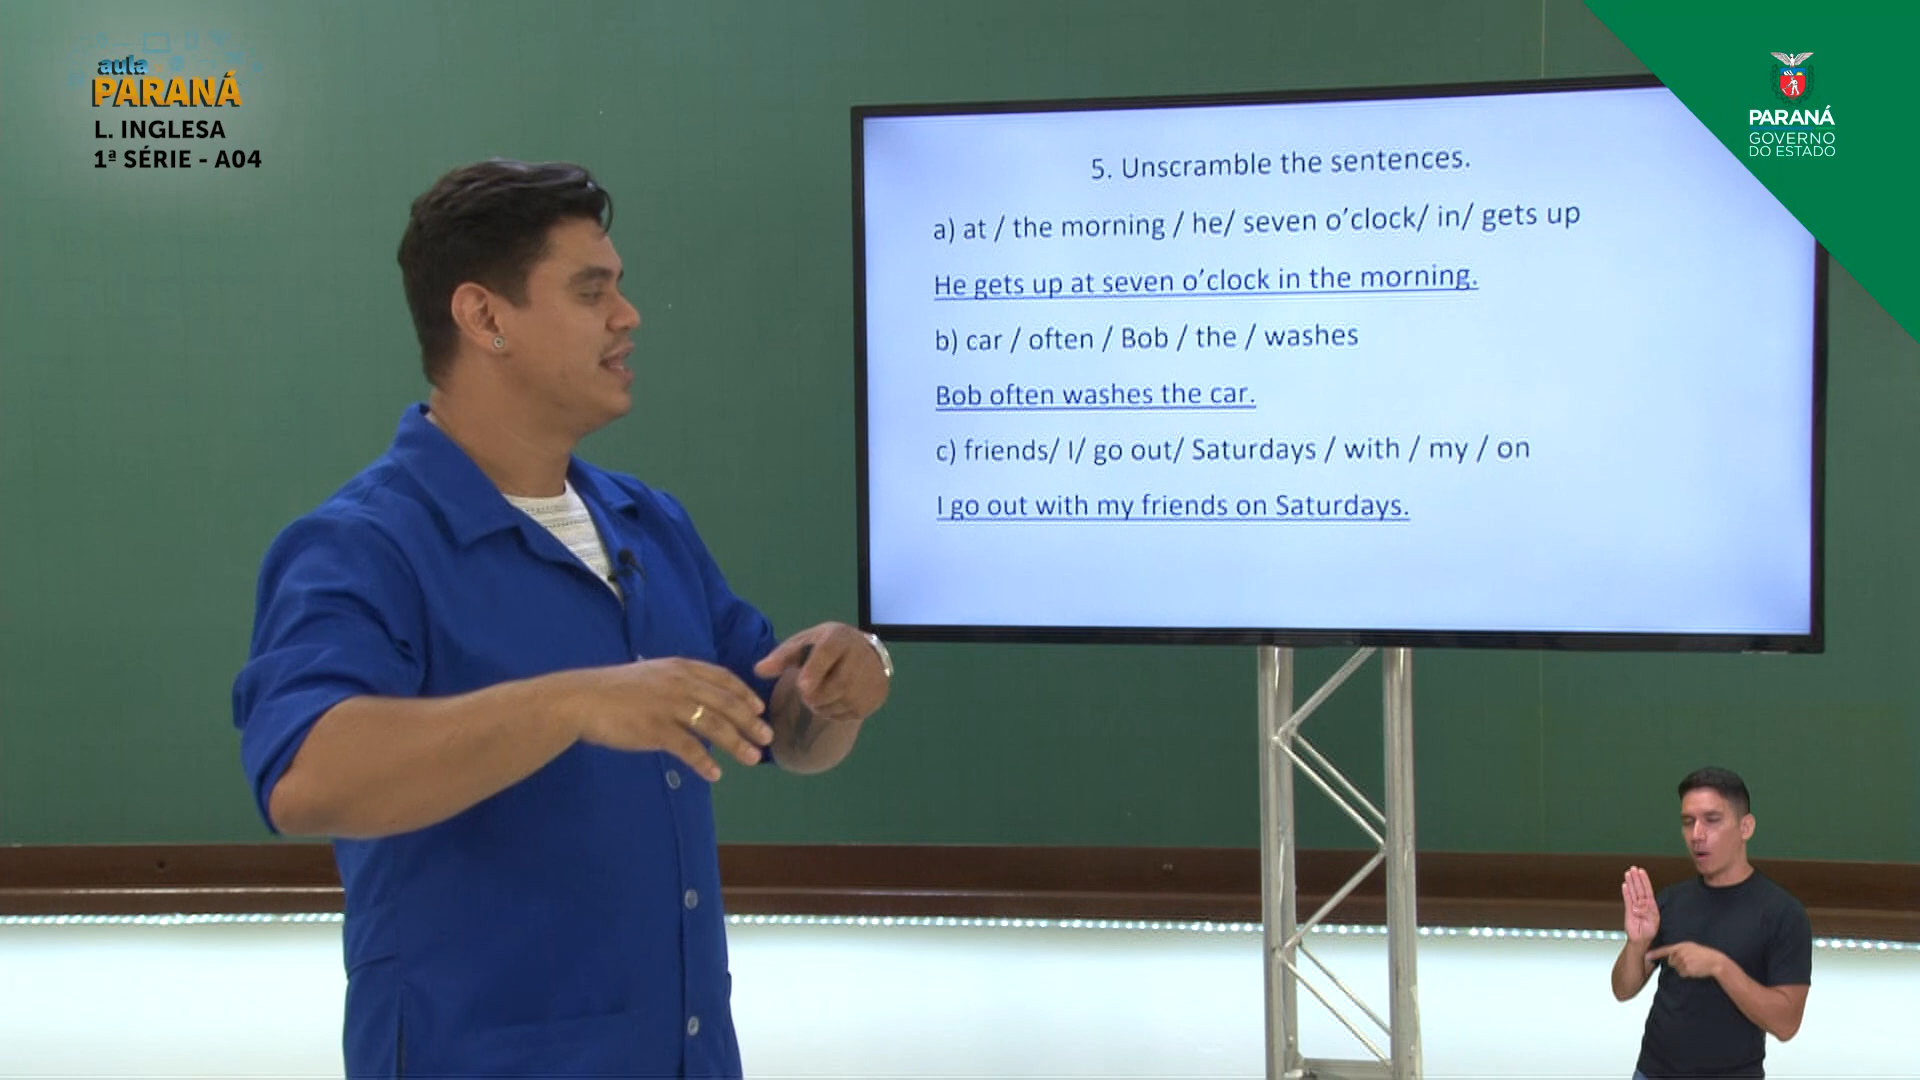 aula
PARANÁ
L. INGLESA
1ª SÉRIE - A04
PARANÁ
GOVERNO
DO ESTADO
5. Unscramble the sentences.
a) at / the morning / he/ seven o’clock/ in/ gets up
He gets up at seven o’clock in the morning.
b) car / often / Bob / the / washes
Bob often washes the car.
c) friends/ I/ go out/ Saturdays / with / my / on
I go out with my friends on Saturdays.